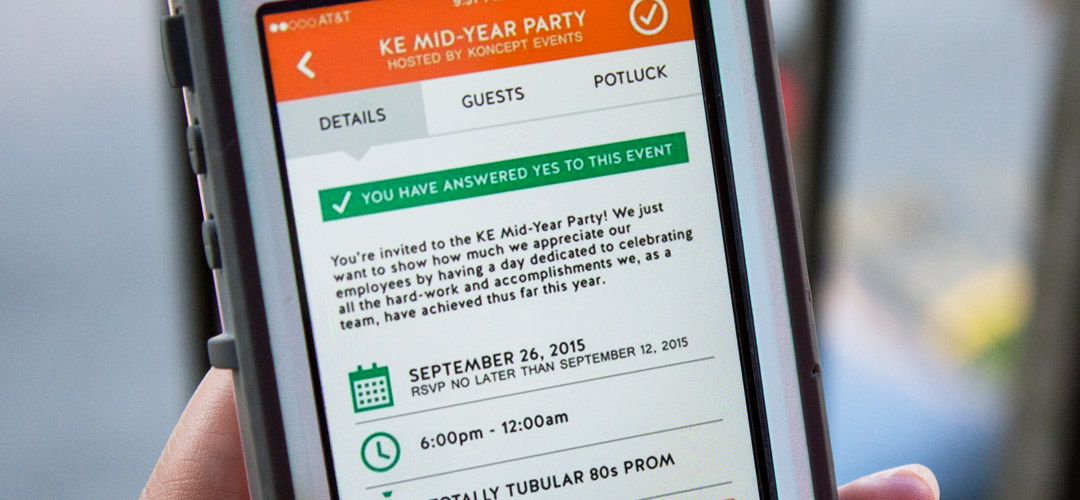 AT&T
KE MID-YEAR PARTY
HOSTED BY KONCEPT EVENTS
DETAILS
GUESTS
POTLUCK
YOU HAVE ANSWERED YES TO THIS EVENT
You're invited to the KE Mid-Year Party! We just
want to show how much we appreciate our
employees by having a day dedicated to celebrating
all the hard-work and accomplishments we, as a
team, have achieved thus far this year.
SEPTEMBER 26, 2015
RSVP NO LATER THAN SEPTEMBER 12, 2015
6:00pm - 12:00am
TOTALLY TUBULAR 80s PROM